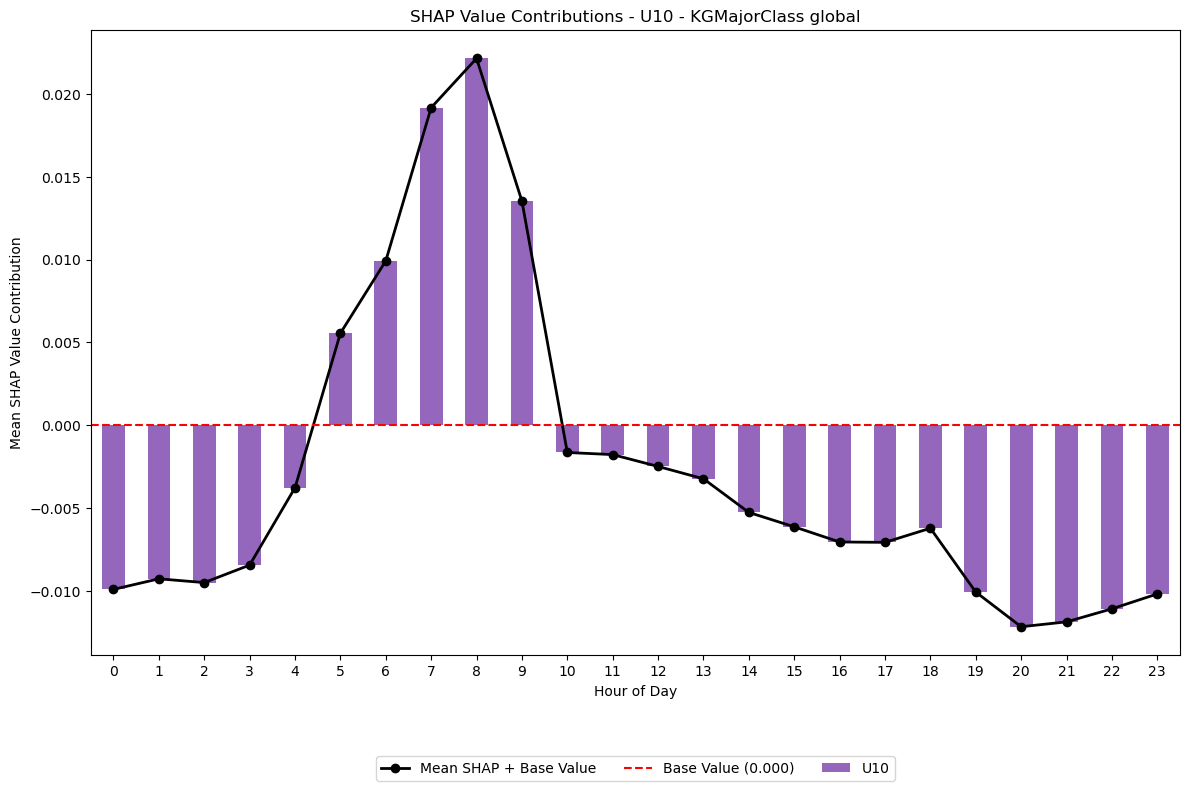 SHAP Value Contributions - U10 - KGMajorClass global
Mean SHAP Value Contribution
0.020
0.015
0.010
0.005
0.000
−0.005
−0.010
0 1 2 3 4 5 6 7 8 9 10 11 12 13 14 15 16 17 18 19 20 21 22 23
Hour of Day
Mean SHAP + Base Value Base Value (0.000) U10